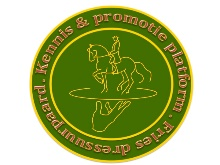 Kennis & promotie platform · Fries dressuurpaard ·